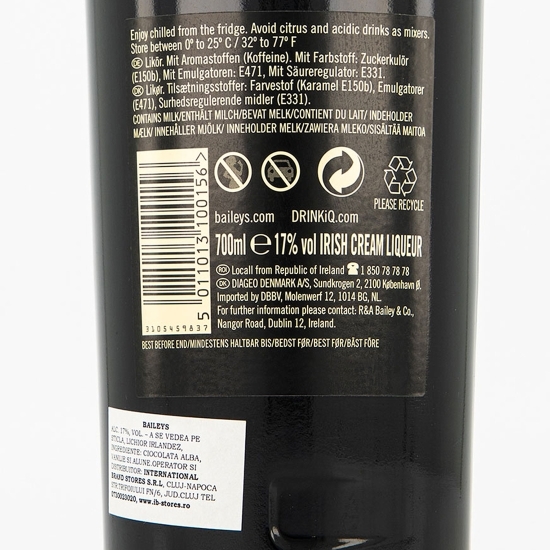 Enjoy chilled from the fridge. Avoid citrus and acidic drinks as mixers.
Store between 0° to 25° C / 32° to 77° F
DE Likör. Mit Aromastoffen (Koffeine). Mit Farbstoff: Zuckerkulör
(E150b), Mit Emulgatoren: E471, Mit Säureregulator: E331.
DK Likør. Tilsætningsstoffer: Farvestof (Karamel E150b), Emulgatorer
(E471), Surhedsregulerende midler (E331).
CONTAINS MILK/ENTHÄLT MILCH/BEVAT MELK/CONTIENT DU LAIT/ INDEHOLDER
MÆLK/ INNEHÅLLER MJÖLK/ INNEHOLDER MELK/ZAWIERA MLEKO/SISÄLTÄÄ MAITOA
PLEASE RECYCLE
baileys.com DRINKiQ.com
700ml e 17% vol IRISH CREAM LIQUEUR
ROI Locall from Republic of Ireland 1 850 78 78 78
DK DIAGEO DENMARK A/S, Sundkrogen 2, 2100 København Ø.
Imported by DBBV, Molenwerf 12, 1014 BG, NL.
For further information please contact: R&A Bailey & Co.,
Nangor Road, Dublin 12, Ireland.
5 011013 100156 >
3105459837
BEST BEFORE END/MINDESTENS HALTBAR BIS/BEDST FØR/BEST FØR/BÄST FÖRE
BAILEYS
ALC. 17%, VOL. - A SE VEDEA PE
STICLA, LICHIOR IRLANDEZ,
INGREDIENTE: CIOCOLATA ALBA,
VANILIE SI ALUNE.OPERATOR SI
DISTRIBUITOR: INTERNATIONAL
BRAND STORES S.R.L, CLUJ-NAPOCA
STR.TRIFOIULUI FN/6, JUD.CLUJ TEL
0730023020, www.ib-stores.ro